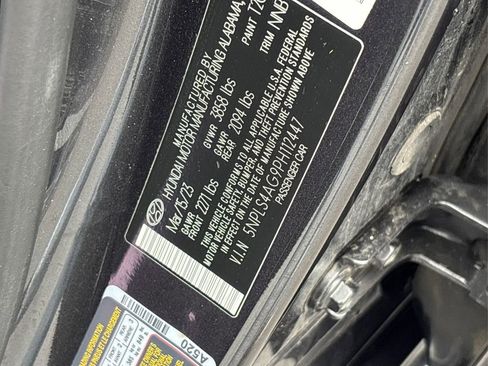 MANUFACTURED BY
HYUNDAI MOTOR MANUFACTURING ALABAMA,
Mar/15/23 GVWR 3858 lbs PAINT
GAWR FRONT 2271 lbs GAWR REAR 2094 lbs TRIM NNB
THIS VEHICLE CONFORMS TO ALL APPLICABLE U.S.A. FEDERAL
MOTOR VEHICLE SAFETY, BUMPER, AND THEFT PREVENTION STANDARDS
IN EFFECT ON THE DATE OF MANUFACTURE SHOWN ABOVE
V.I.N 5NPLS4AG9PH112447
PASSENGER CAR
A520